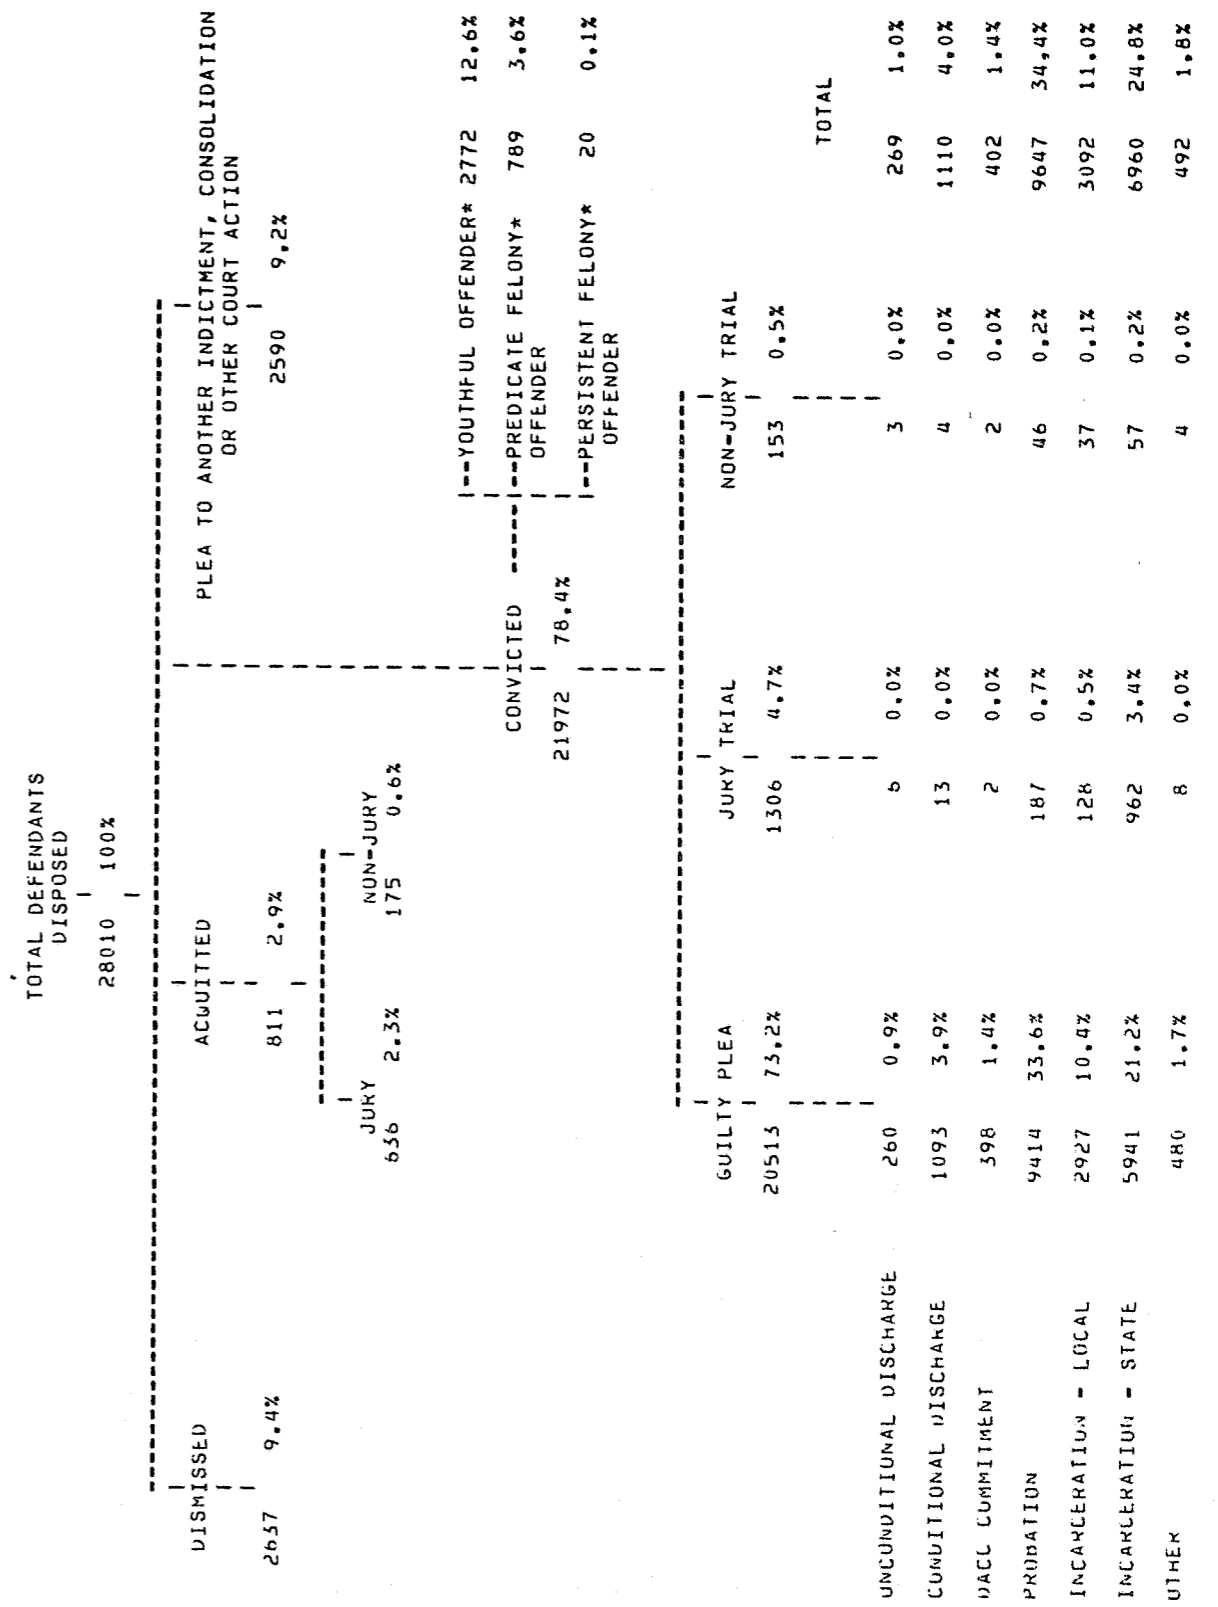 TOTAL DEFENDANTS
DISPOSED
28010 100%
DISMISSED
2637 9.4%
ACQUITTED
811 2.9%
JURY
636 2.3%
NON-JURY
175 0.6%
PLEA TO ANOTHER INDICTMENT, CONSOLIDATION
OR OTHER COURT ACTION
2590 9.2%
CONVICTED
21972 78.4%
YOUTHFUL OFFENDER* 2772 12.6%
PREDICATE FELONY* 789 3.6%
OFFENDER
PERSISTENT FELONY* 20 0.1%
OFFENDER
GUILTY PLEA JURY TRIAL NON-JURY TRIAL
20513 73.2% 1306 4.7% 153 0.5%
TOTAL
UNCONDITIONAL DISCHARGE 260 0.9% 0.0% 3 0.0% 269 1.0%
CONDITIONAL DISCHARGE 1093 3.9% 13 0.0% 4 0.0% 1110 4.0%
DACC COMMITMENT 398 1.4% 2 0.0% 2 0.0% 402 1.4%
PROBATION 9414 33.6% 187 0.7% 46 0.2% 9647 34.4%
INCARCERATION - LOCAL 2927 10.4% 128 0.5% 37 0.1% 3092 11.0%
INCARCERATION - STATE 5941 21.2% 962 3.4% 57 0.2% 6960 24.8%
OTHER 480 1.7% 8 0.0% 4 0.0% 492 1.8%